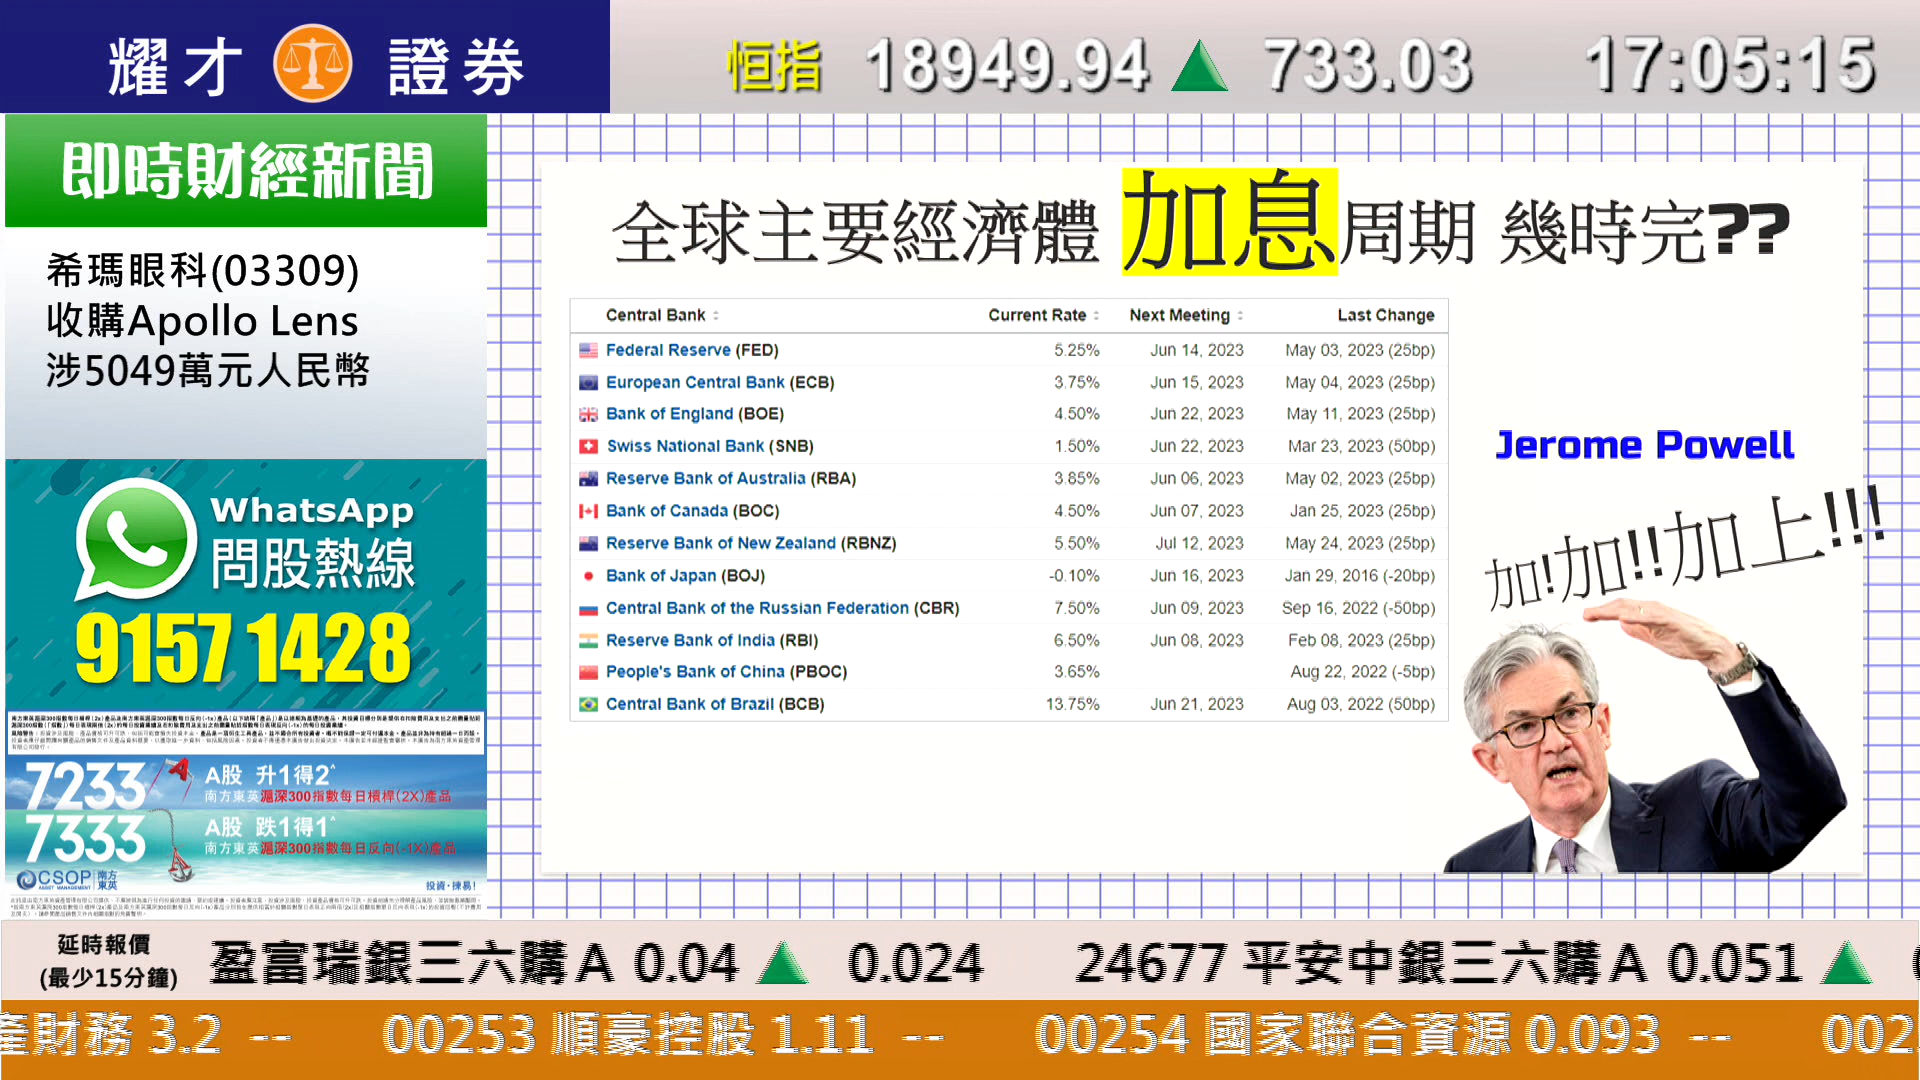 耀才證券
恒指 18949.94 ▲ 733.03 17:05:15
即時財經新聞
希瑪眼科(03309)
收購Apollo Lens
涉5049萬元人民幣
WhatsApp
問股熱線
9157 1428
7233
A股 升1得2^
南方東英滬深300指數每日槓桿(2X)產品
7333
A股 跌1得1^
南方東英滬深300指數每日反向(-1X)產品
CSOP
ASSET MANAGEMENT
南方
東英
投資·揀易!
全球主要經濟體 加息周期 幾時完??
Central Bank Current Rate Next Meeting Last Change
Federal Reserve (FED) 5.25% Jun 14, 2023 May 03, 2023 (25bp)
European Central Bank (ECB) 3.75% Jun 15, 2023 May 04, 2023 (25bp)
Bank of England (BOE) 4.50% Jun 22, 2023 May 11, 2023 (25bp)
Swiss National Bank (SNB) 1.50% Jun 22, 2023 Mar 23, 2023 (50bp)
Reserve Bank of Australia (RBA) 3.85% Jun 06, 2023 May 02, 2023 (25bp)
Bank of Canada (BOC) 4.50% Jun 07, 2023 Jan 25, 2023 (25bp)
Reserve Bank of New Zealand (RBNZ) 5.50% Jul 12, 2023 May 24, 2023 (25bp)
Bank of Japan (BOJ) -0.10% Jun 16, 2023 Jan 29, 2016 (-20bp)
Central Bank of the Russian Federation (CBR) 7.50% Jun 09, 2023 Sep 16, 2022 (-50bp)
Reserve Bank of India (RBI) 6.50% Jun 08, 2023 Feb 08, 2023 (25bp)
People's Bank of China (PBOC) 3.65% Aug 22, 2022 (-5bp)
Central Bank of Brazil (BCB) 13.75% Jun 21, 2023 Aug 03, 2022 (50bp)
Jerome Powell
加!加!!加上!!!
延時報價
(最少15分鐘)
盈富瑞銀三六購A 0.04 ▲ 0.024 24677 平安中銀三六購A 0.051 ▲
產財務 3.2 -- 00253 順豪控股 1.11 -- 00254 國家聯合資源 0.093 -- 002